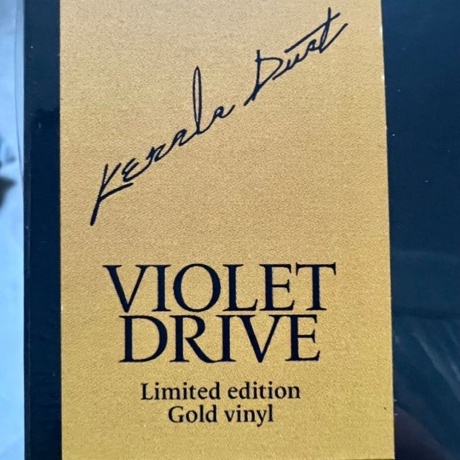 Kerala Dust
VIOLET
DRIVE
Limited edition
Gold vinyl